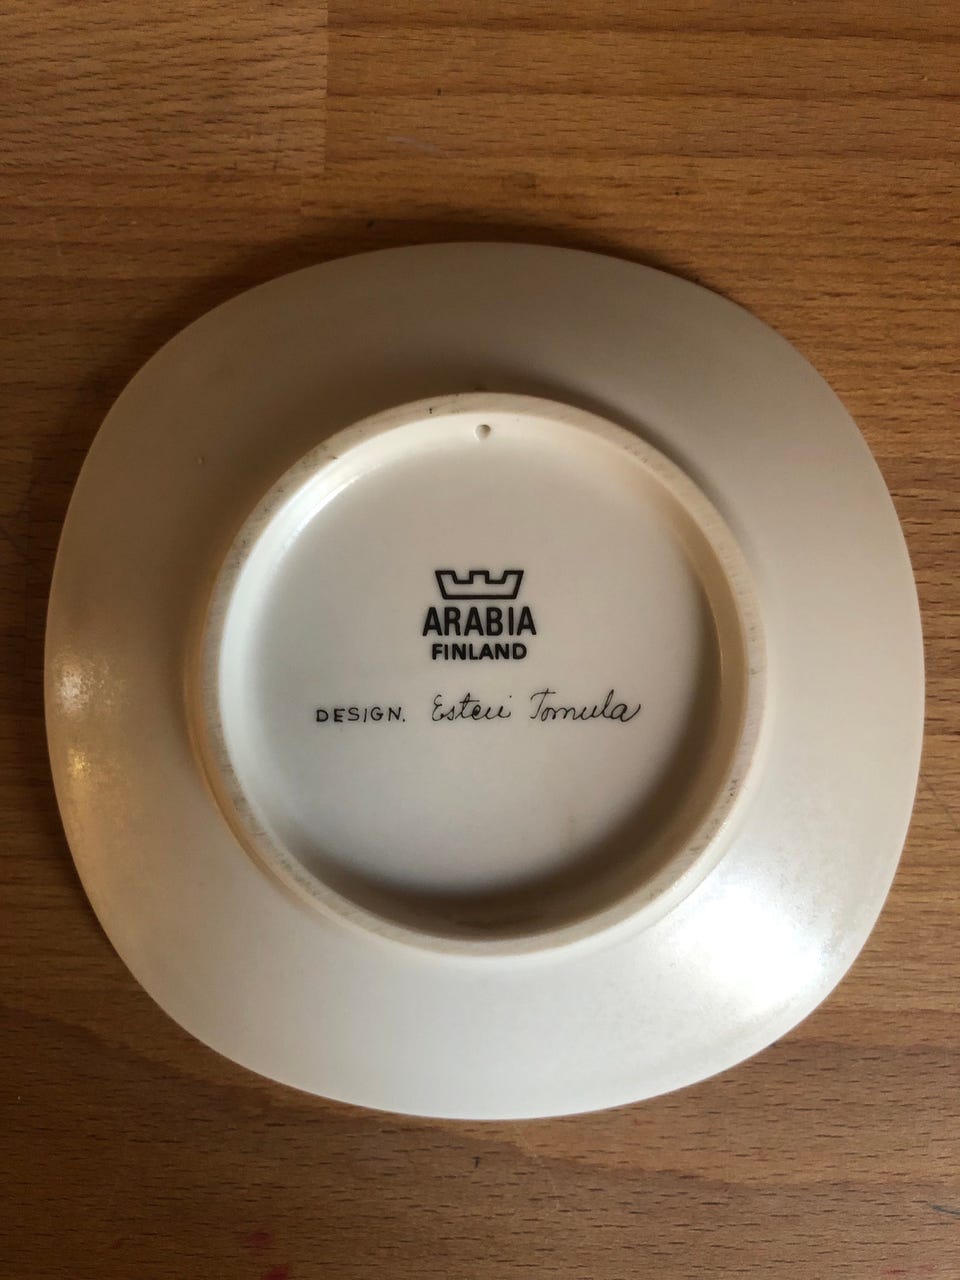 ARABIA
FINLAND
DESIGN. Esteri Tomula